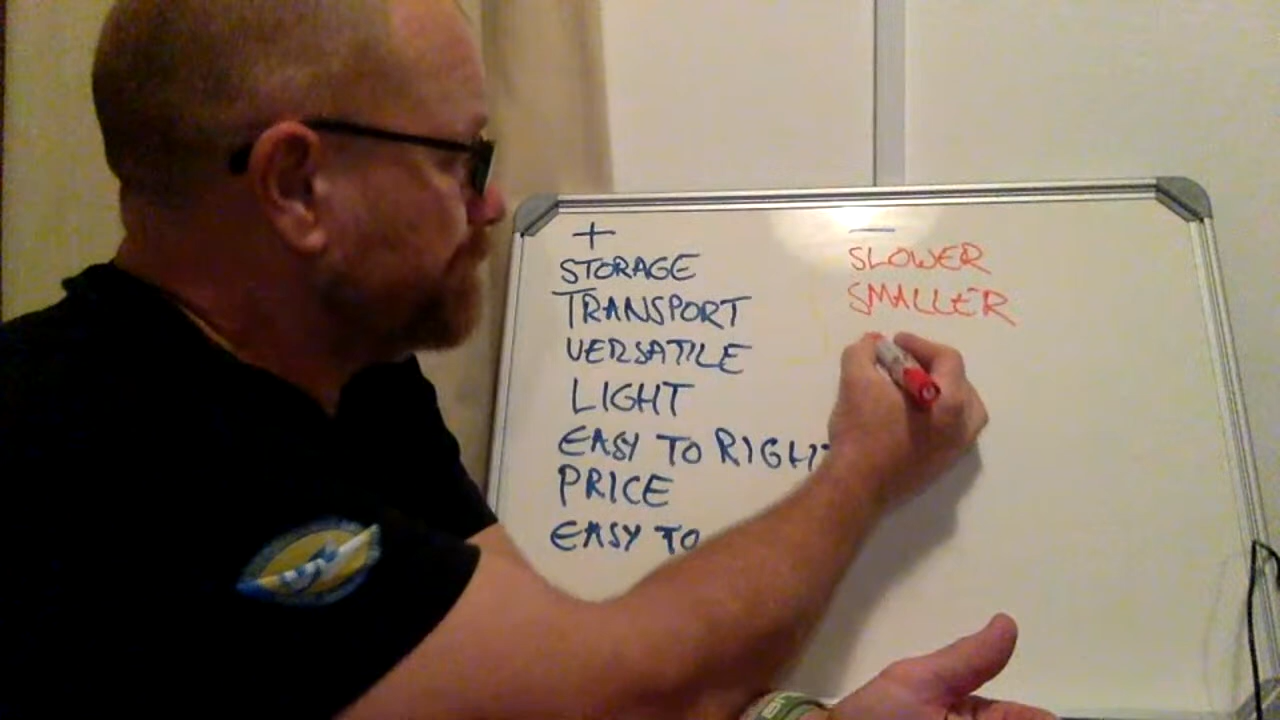 +
STORAGE
TRANSPORT
VERSATILE
LIGHT
EASY TO RIGHT
PRICE
EASY TO
—
SLOWER
SMALLER